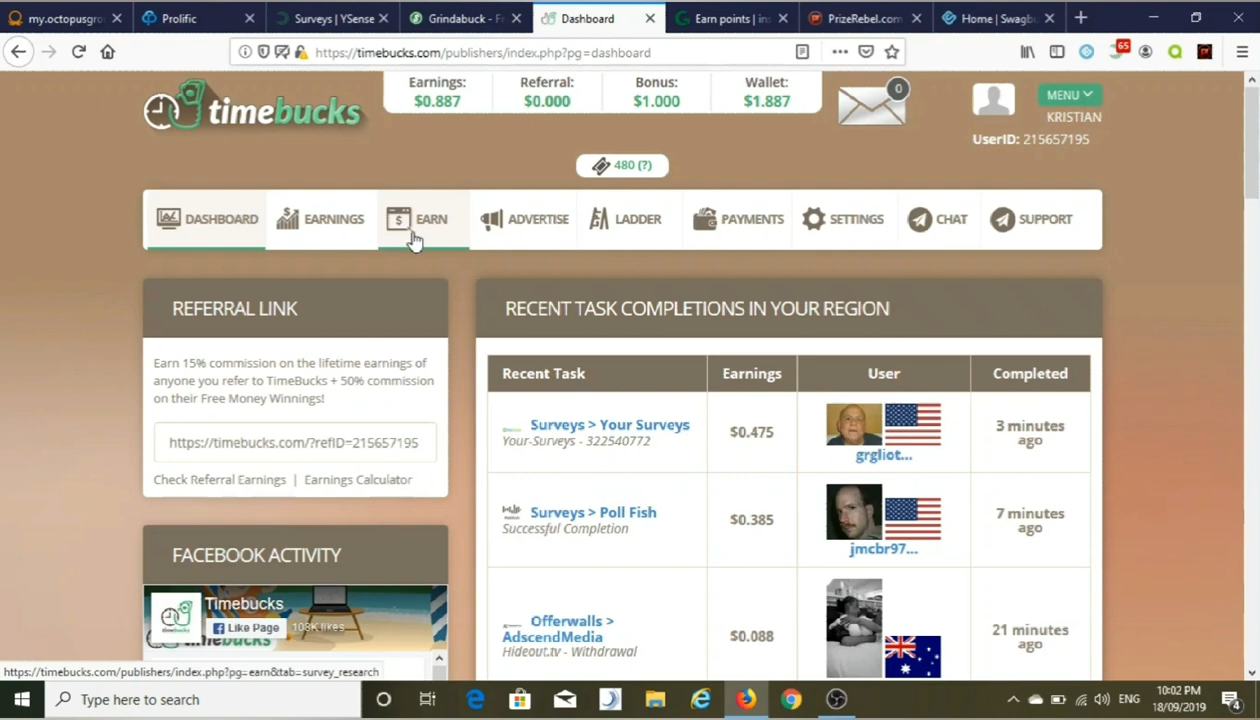 my.octopusgro
Prolific
Surveys | YSense
Grindabuck - F
Dashboard
Earn points | in
PrizeRebel.com
Home | Swagb
https://timebucks.com/publishers/index.php?pg=dashboard
65
timebucks
Earnings:
$0.887
Referral:
$0.000
Bonus:
$1.000
Wallet:
$1.887
0
MENU
KRISTIAN
UserID: 215657195
480 (?)
DASHBOARD
EARNINGS
EARN
ADVERTISE
LADDER
PAYMENTS
SETTINGS
CHAT
SUPPORT
REFERRAL LINK
Earn 15% commission on the lifetime earnings of
anyone you refer to TimeBucks + 50% commission
on their Free Money Winnings!
https://timebucks.com/?refID=215657195
Check Referral Earnings | Earnings Calculator
FACEBOOK ACTIVITY
Timebucks
Like Page
108K likes
timebucks
RECENT TASK COMPLETIONS IN YOUR REGION
Recent Task
Earnings
User
Completed
Surveys > Your Surveys
Your-Surveys - 322540772
$0.475
grgliot...
3 minutes
ago
Surveys > Poll Fish
Successful Completion
$0.385
jmcbr97...
7 minutes
ago
Offerwalls >
AdscendMedia
Hideout.tv - Withdrawal
$0.088
21 minutes
ago
https://timebucks.com/publishers/index.php?pg=earn&tab=survey_research
Type here to search
ENG
10:02 PM
18/09/2019
4